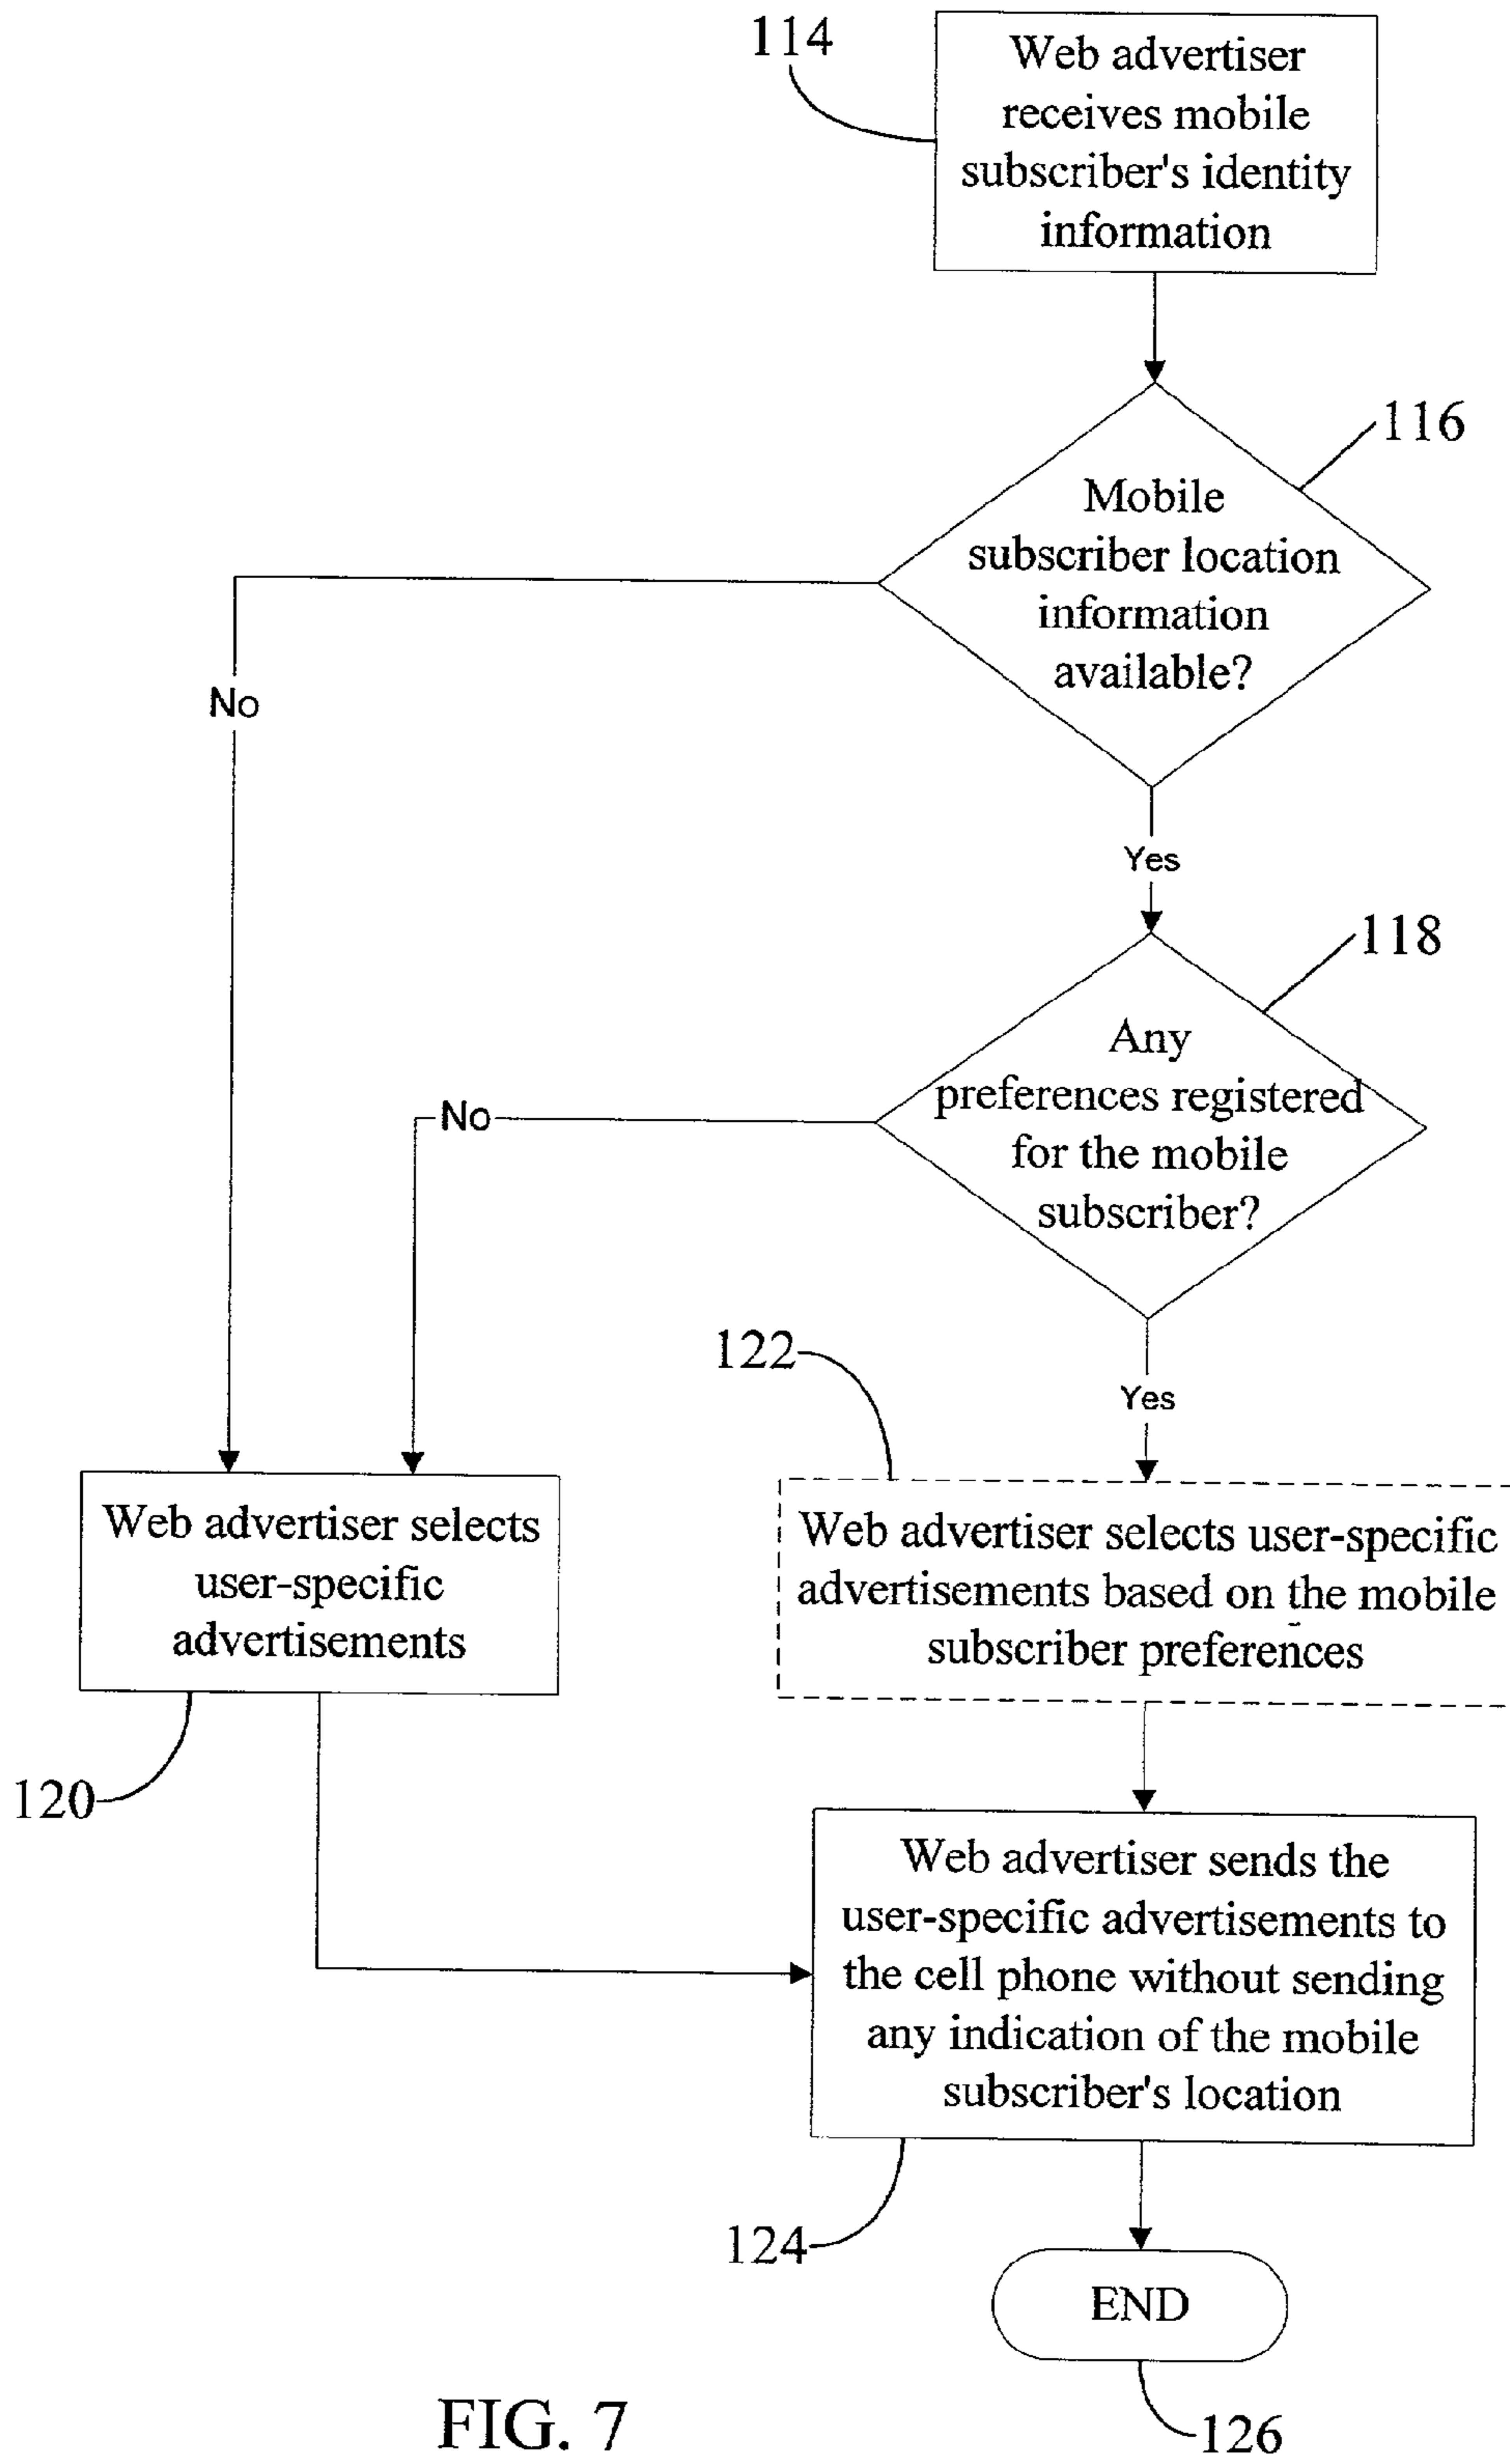 114
Web advertiser
receives mobile
subscriber's identity
information
116
Mobile
subscriber location
information
available?
No
Yes
118
Any
preferences registered
for the mobile
subscriber?
No
Yes
122
Web advertiser selects
user-specific
advertisements
Web advertiser selects user-specific
advertisements based on the mobile
subscriber preferences
120
Web advertiser sends the
user-specific advertisements to
the cell phone without sending
any indication of the mobile
subscriber's location
124
END
126
FIG. 7